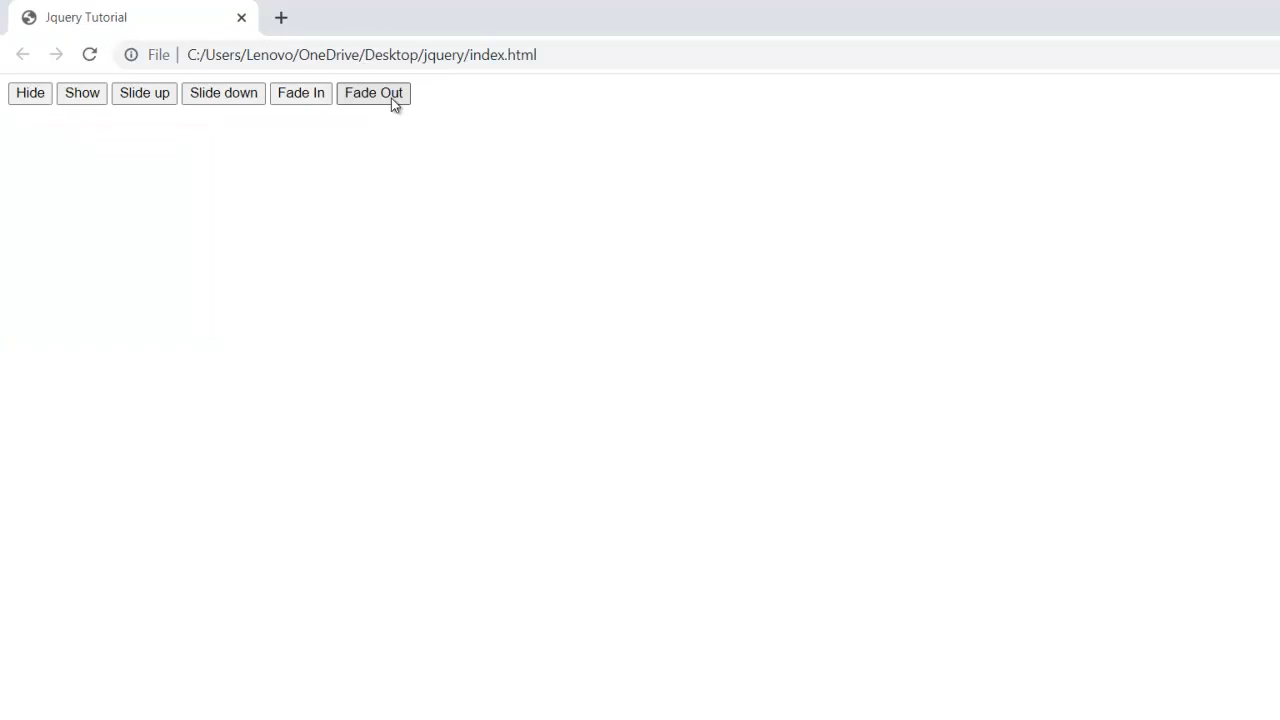 Jquery Tutorial
File | C:/Users/Lenovo/OneDrive/Desktop/jquery/index.html
Hide Show Slide up Slide down Fade In Fade Out